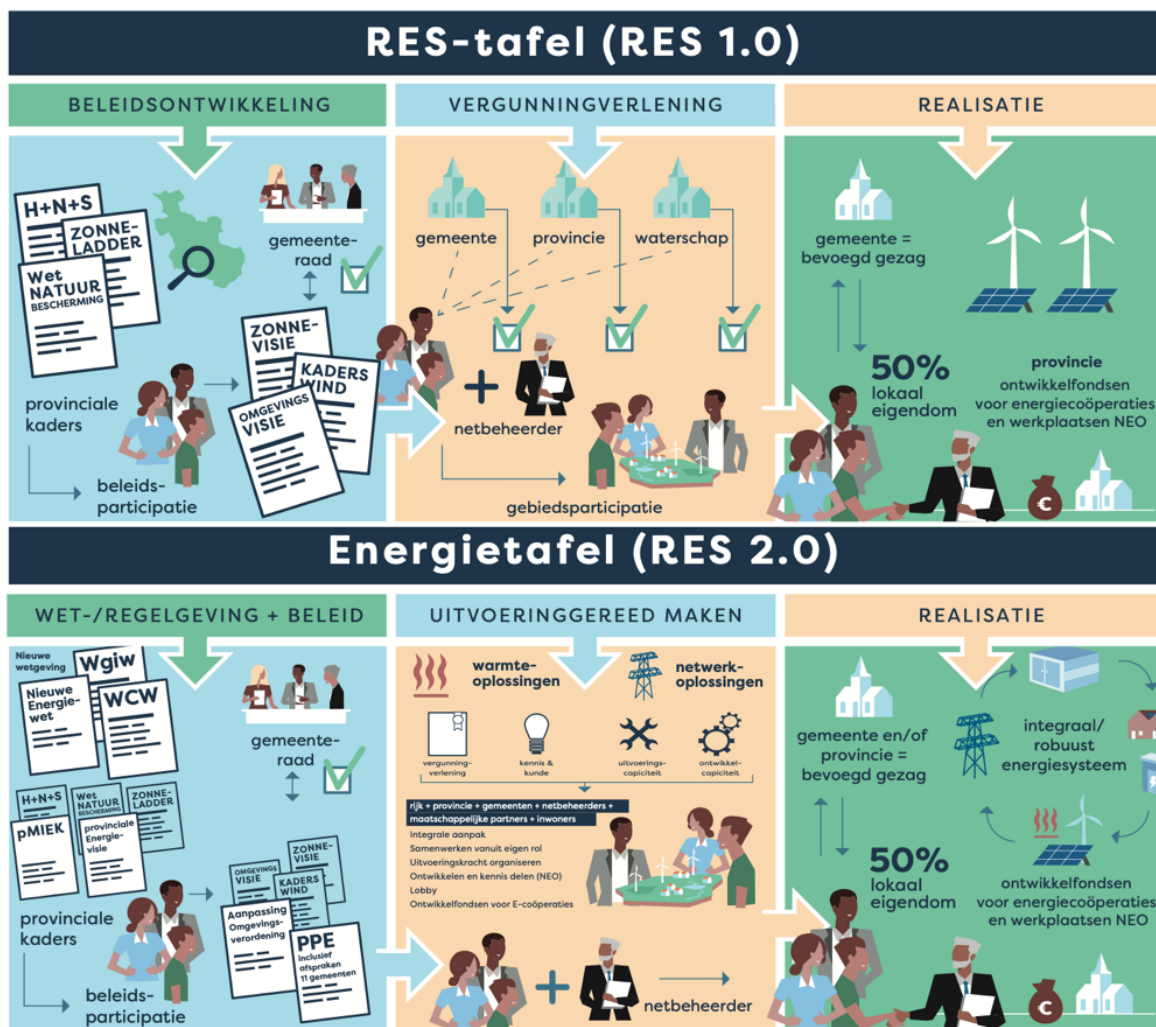 RES-tafel (RES 1.0)
BELEIDSONTWIKKELING
H+N+S
ZONNE-
LADDER
Wet
NATUUR
BESCHERMING
gemeente-
raad
ZONNE-
VISIE
KADERS
WIND
OMGEVINGS
VISIE
provinciale
kaders
beleids-
participatie
VERGUNNINGVERLENING
gemeente
provincie
waterschap
+
netbeheerder
gebiedsparticipatie
REALISATIE
gemeente =
bevoegd gezag
50%
lokaal
eigendom
provincie
ontwikkelfondsen
voor energiecoöperaties
en werkplaatsen NEO
€
Energietafel (RES 2.0)
WET-/REGELGEVING + BELEID
Nieuwe
wetgeving
Wgiw
Nieuwe
Energie-
wet
WCW
gemeente-
raad
H+N+S
Wet
NATUUR
BESCHERMING
ZONNE-
LADDER
pMIEK
provinciale
Energie-
visie
ZONNE-
VISIE
OMGEVINGS
VISIE
KADERS
WIND
Aanpassing
Omgevings-
verordening
PPE
Inclusief
afspraken
11 gemeenten
provinciale
kaders
beleids-
participatie
UITVOERINGGEREED MAKEN
warmte-
oplossingen
netwerk-
oplossingen
vergunning-
verlening
kennis &
kunde
uitvoerings-
capiciteit
ontwikkel-
capiciteit
rijk + provincie + gemeenten + netbeheerders +
maatschappelijke partners + inwoners
Integrale aanpak
Samenwerken vanuit eigen rol
Uitvoeringskracht organiseren
Ontwikkelen en kennis delen (NEO)
Lobby
Ontwikkelfondsen voor E-coöperaties
+
netbeheerder
REALISATIE
gemeente en/of
provincie =
bevoegd gezag
integraal/
robuust
energiesysteem
50%
lokaal
eigendom
ontwikkelfondsen
voor energiecoöperaties
en werkplaatsen NEO
€